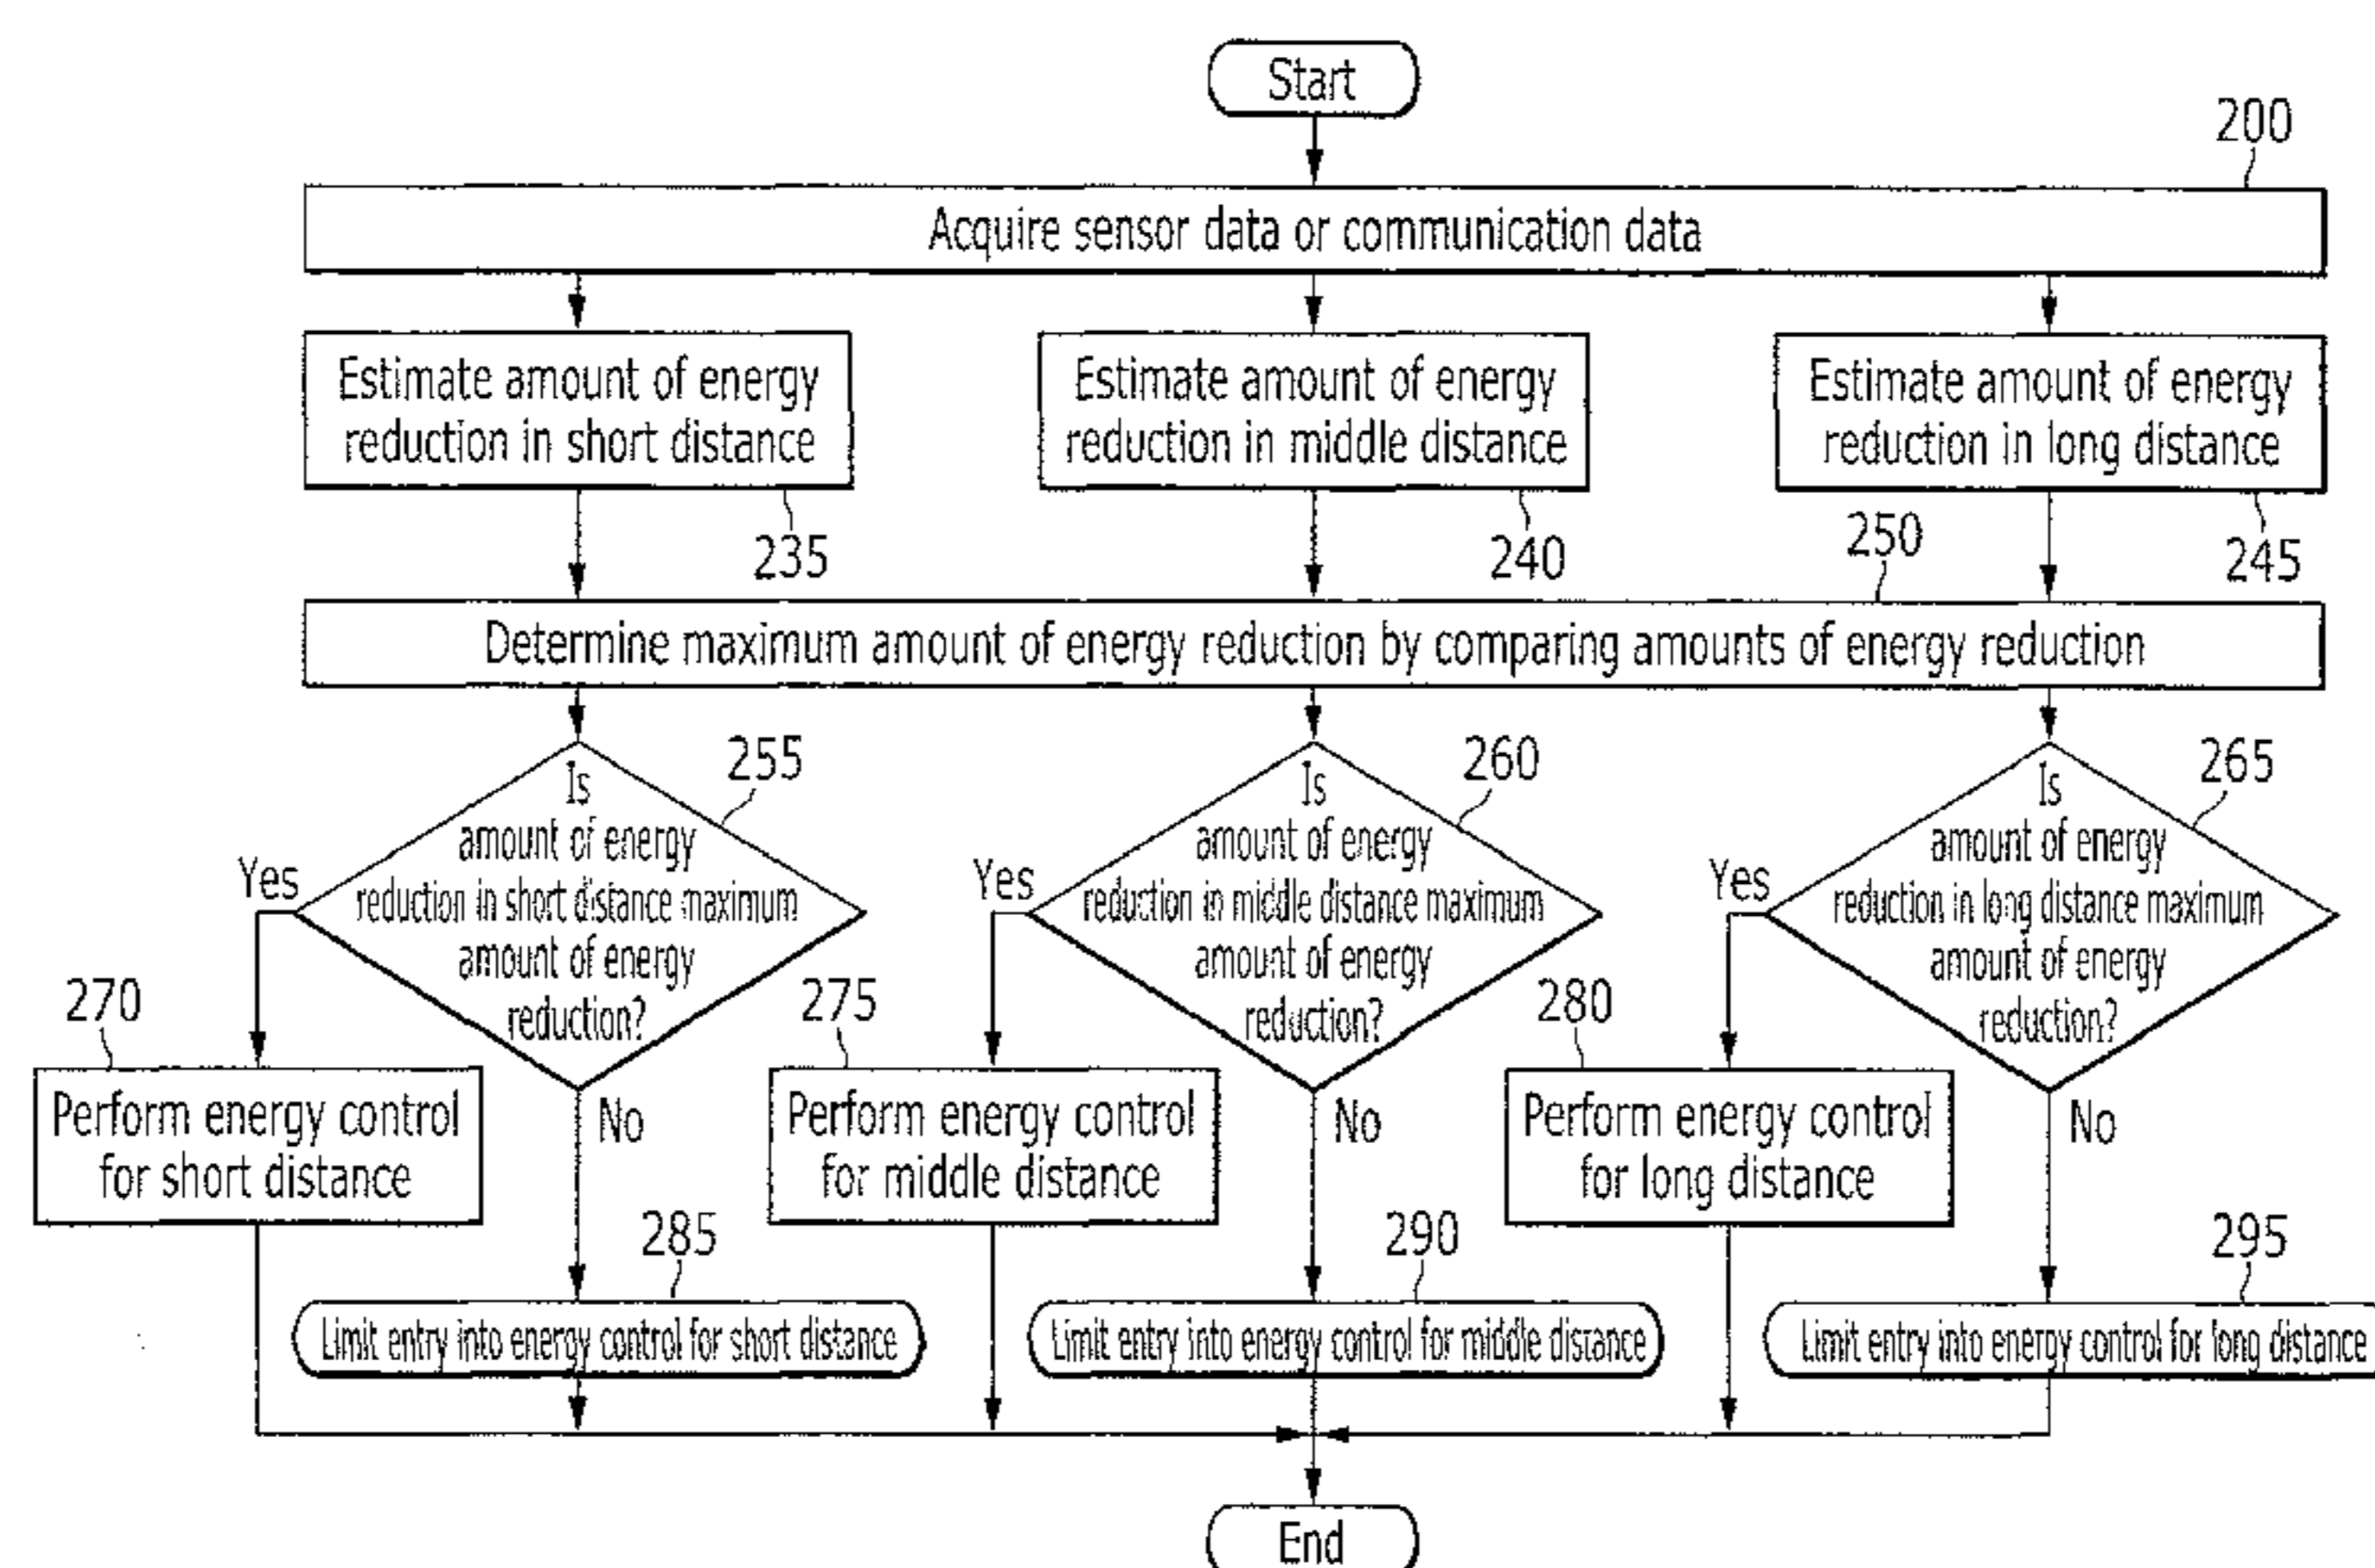 Start
200
Acquire sensor data or communication data
Estimate amount of energy
reduction in short distance
235
Estimate amount of energy
reduction in middle distance
240
Estimate amount of energy
reduction in long distance
245
250
Determine maximum amount of energy reduction by comparing amounts of energy reduction
255
Is
amount of energy
reduction in short distance maximum
amount of energy
reduction?
Yes
No
260
Is
amount of energy
reduction in middle distance maximum
amount of energy
reduction?
Yes
No
265
Is
amount of energy
reduction in long distance maximum
amount of energy
reduction?
Yes
No
270
Perform energy control
for short distance
275
Perform energy control
for middle distance
280
Perform energy control
for long distance
285
Limit entry into energy control for short distance
290
Limit entry into energy control for middle distance
295
Limit entry into energy control for long distance
End